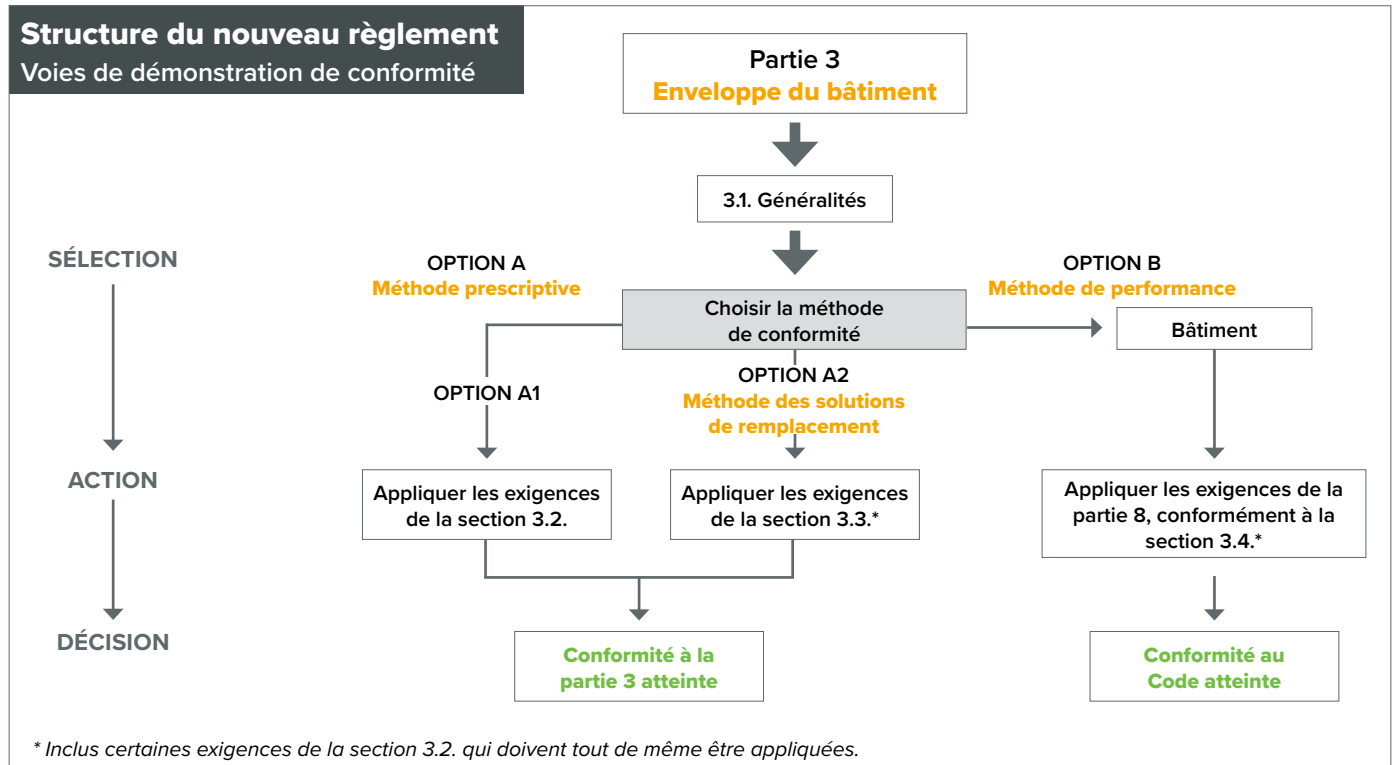 Structure du nouveau règlement
Voies de démonstration de conformité
Partie 3
Enveloppe du bâtiment
3.1. Généralités
SÉLECTION
OPTION A
Méthode prescriptive
OPTION B
Méthode de performance
Choisir la méthode
de conformité
Bâtiment
OPTION A1
OPTION A2
Méthode des solutions
de remplacement
ACTION
Appliquer les exigences
de la section 3.2.
Appliquer les exigences
de la section 3.3.*
Appliquer les exigences de la
partie 8, conformément à la
section 3.4.*
DÉCISION
Conformité à la
partie 3 atteinte
Conformité au
Code atteinte
* Inclus certaines exigences de la section 3.2. qui doivent tout de même être appliquées.